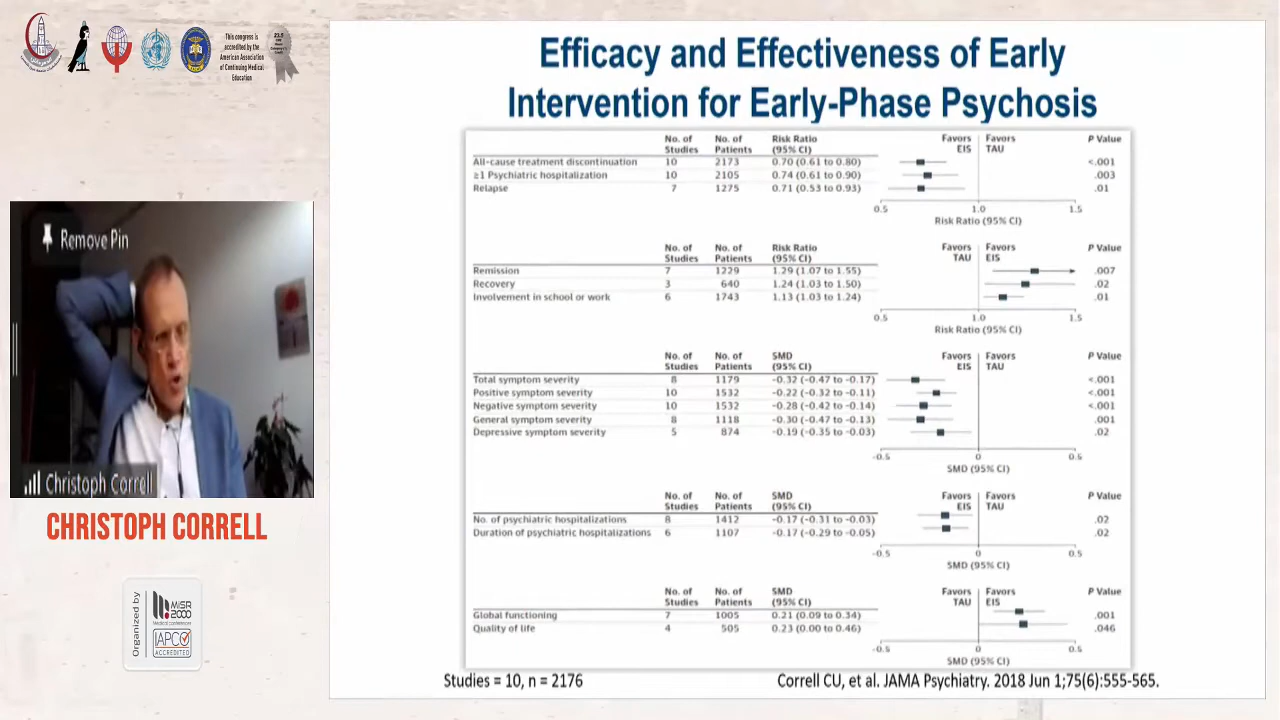 This congress is
accredited by the
American Association
of Continuing Medical
Education
Remove Pin
Christoph Correll
CHRISTOPH CORRELL
Organized by
MiSR
2000
Medical conferences
IAPCO
ACCREDITED
Efficacy and Effectiveness of Early
Intervention for Early-Phase Psychosis
No. of Studies No. of Patients Risk Ratio (95% CI) Favors EIS Favors TAU P Value
All-cause treatment discontinuation 10 2173 0.70 (0.61 to 0.80) <.001
≥1 Psychiatric hospitalization 10 2105 0.74 (0.61 to 0.90) .003
Relapse 7 1275 0.71 (0.53 to 0.93) .01
0.5 1.0 1.5
Risk Ratio (95% CI)
No. of Studies No. of Patients Risk Ratio (95% CI) Favors TAU Favors EIS P Value
Remission 7 1229 1.29 (1.07 to 1.55) .007
Recovery 3 640 1.24 (1.03 to 1.50) .02
Involvement in school or work 6 1743 1.13 (1.03 to 1.24) .01
0.5 1.0 1.5
Risk Ratio (95% CI)
No. of Studies No. of Patients SMD (95% CI) Favors EIS Favors TAU P Value
Total symptom severity 8 1179 -0.32 (-0.47 to -0.17) <.001
Positive symptom severity 10 1532 -0.22 (-0.32 to -0.11) <.001
Negative symptom severity 10 1532 -0.28 (-0.42 to -0.14) <.001
General symptom severity 8 1118 -0.30 (-0.47 to -0.13) .001
Depressive symptom severity 5 874 -0.19 (-0.35 to -0.03) .02
-0.5 0 0.5
SMD (95% CI)
No. of Studies No. of Patients SMD (95% CI) Favors EIS Favors TAU P Value
No. of psychiatric hospitalizations 8 1412 -0.17 (-0.31 to -0.03) .02
Duration of psychiatric hospitalizations 6 1107 -0.17 (-0.29 to -0.05) .02
-0.5 0 0.5
SMD (95% CI)
No. of Studies No. of Patients SMD (95% CI) Favors TAU Favors EIS P Value
Global functioning 7 1005 0.21 (0.09 to 0.34) .001
Quality of life 4 505 0.23 (0.00 to 0.46) .046
-0.5 0 0.5
SMD (95% CI)
Studies = 10, n = 2176
Correll CU, et al. JAMA Psychiatry. 2018 Jun 1;75(6):555-565.